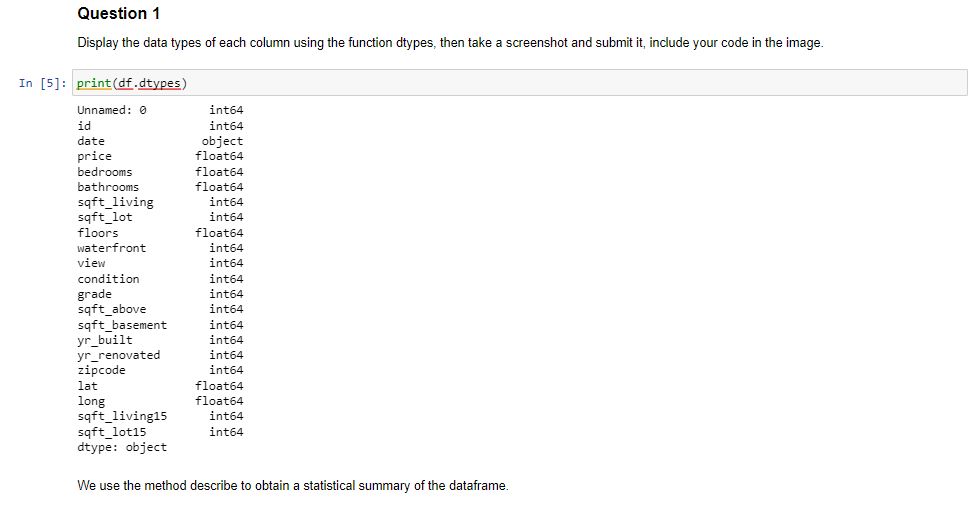 Question 1
Display the data types of each column using the function dtypes, then take a screenshot and submit it, include your code in the image.
In [5]: print(df.dtypes)
Unnamed: 0 int64
id int64
date object
price float64
bedrooms float64
bathrooms float64
sqft_living int64
sqft_lot int64
floors float64
waterfront int64
view int64
condition int64
grade int64
sqft_above int64
sqft_basement int64
yr_built int64
yr_renovated int64
zipcode int64
lat float64
long float64
sqft_living15 int64
sqft_lot15 int64
dtype: object
We use the method describe to obtain a statistical summary of the dataframe.